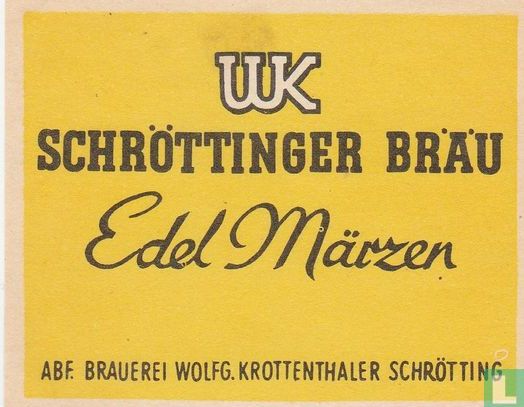 WK
SCHRÖTTINGER BRÄU
Edel Märzen
ABF. BRAUEREI WOLFG. KROTTENTHALER SCHRÖTTING